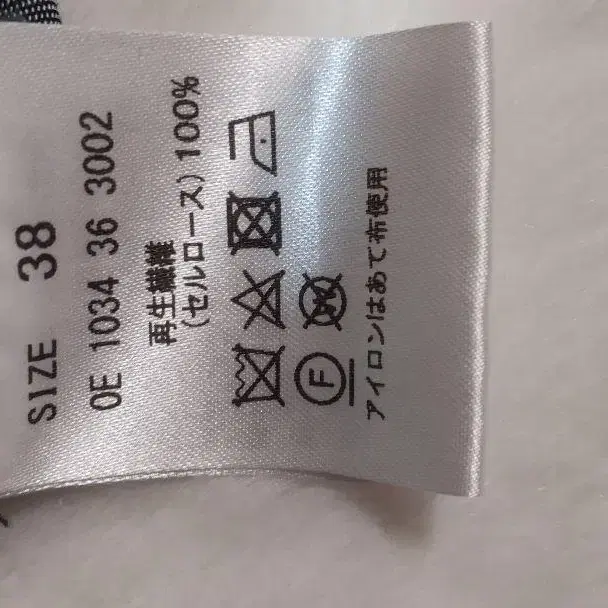 SIZE 38
OE 1034 36 3002
再生繊維
(セルロース) 100%
F
W
アイロンはあて布使用